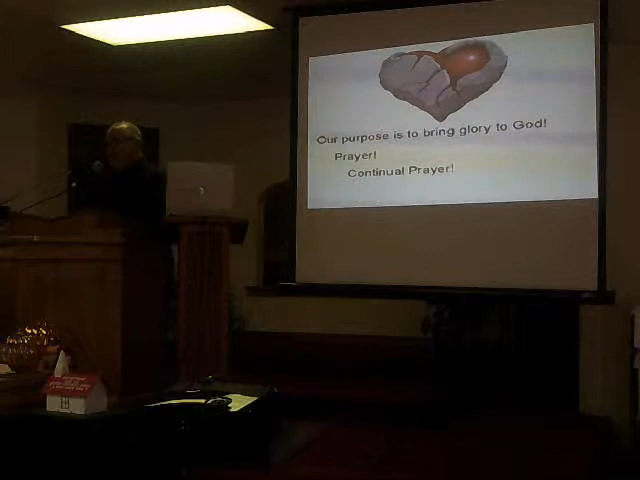 Our purpose is to bring glory to God!
Prayer!
Continual Prayer!